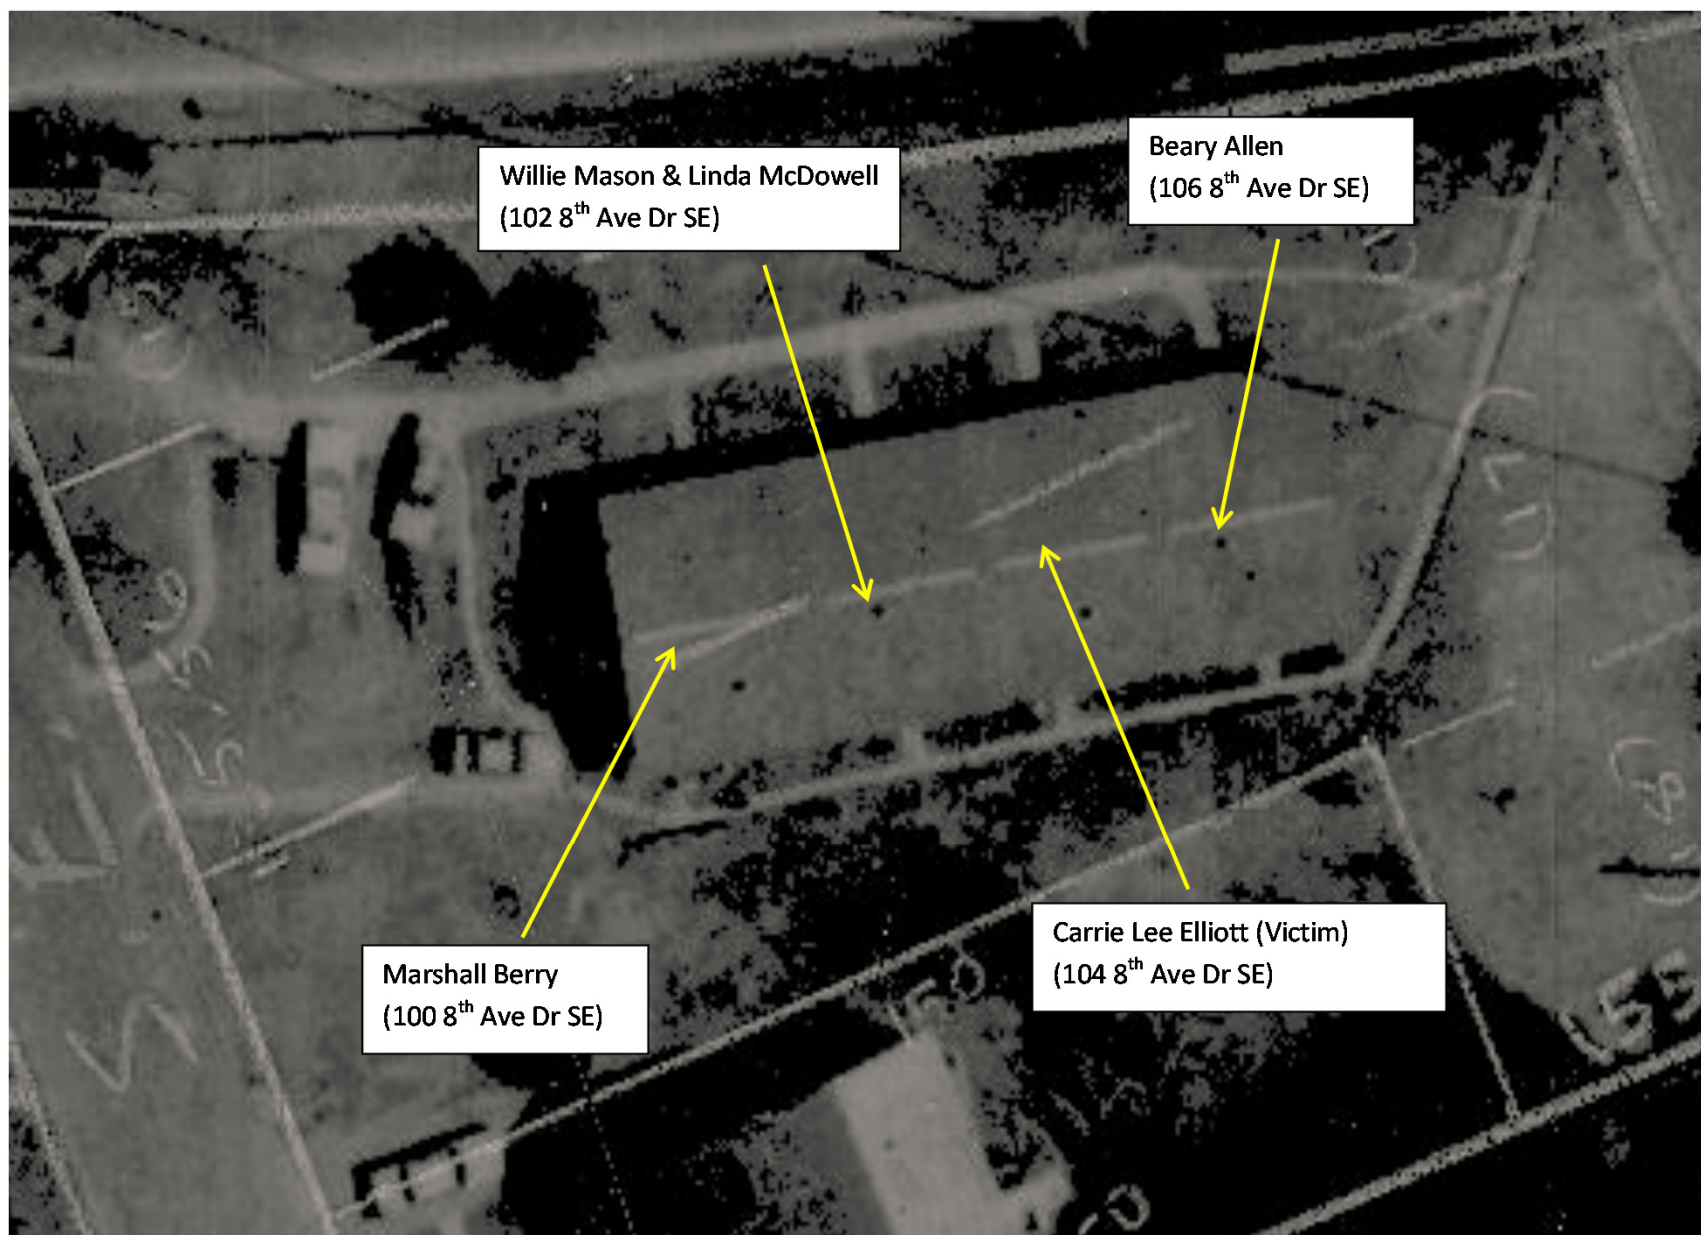 Beary Allen
(106 8th Ave Dr SE)
Willie Mason & Linda McDowell
(102 8th Ave Dr SE)
Carrie Lee Elliott (Victim)
(104 8th Ave Dr SE)
Marshall Berry
(100 8th Ave Dr SE)
155